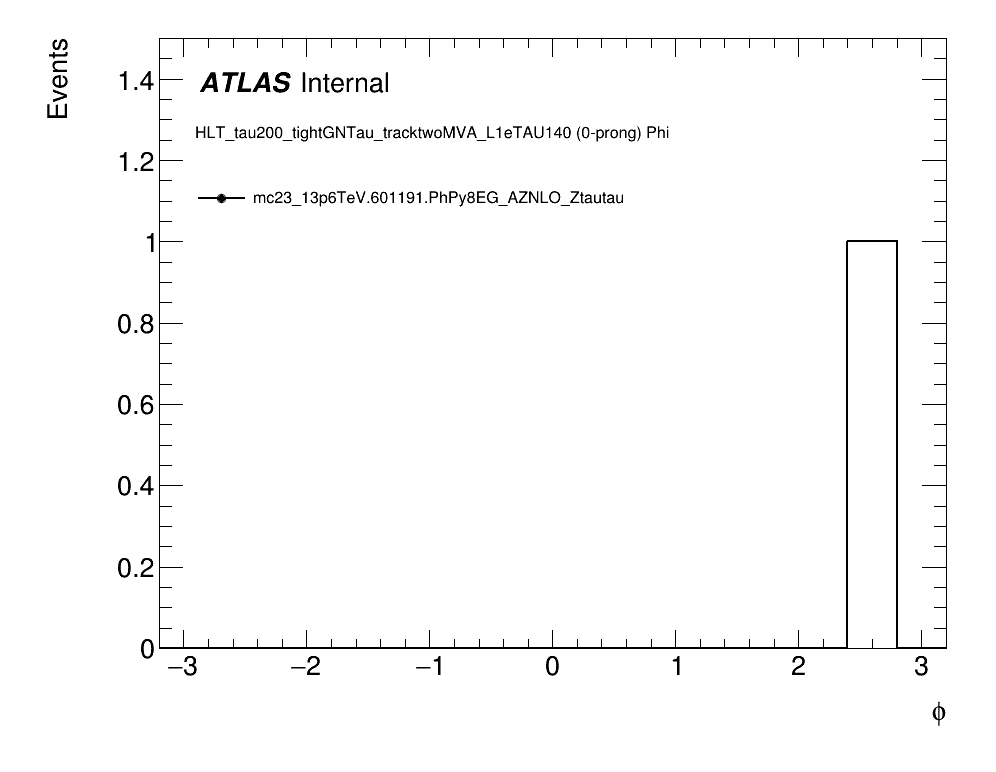 Events
1.4
ATLAS Internal
HLT_tau200_tightGNTau_tracktwoMVA_L1eTAU140 (0-prong) Phi
1.2
mc23_13p6TeV.601191.PhPy8EG_AZNLO_Ztautau
1
0.8
0.6
0.4
0.2
0
−3 −2 −1 0 1 2 3
ϕ